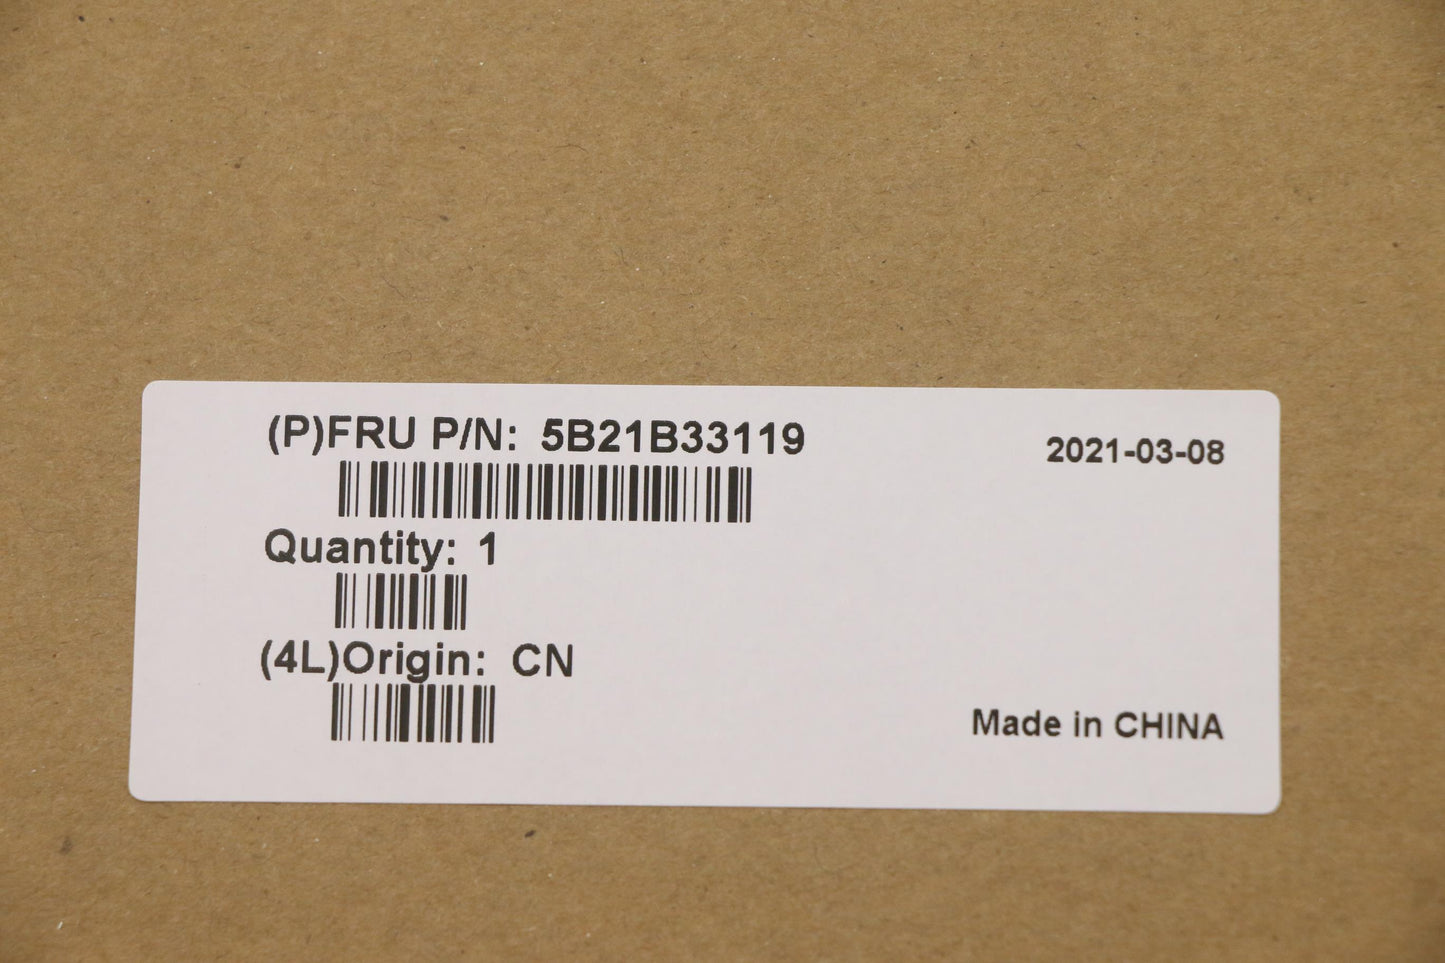 (P)FRU P/N: 5B21B33119
2021-03-08
Quantity: 1
(4L)Origin: CN
Made in CHINA